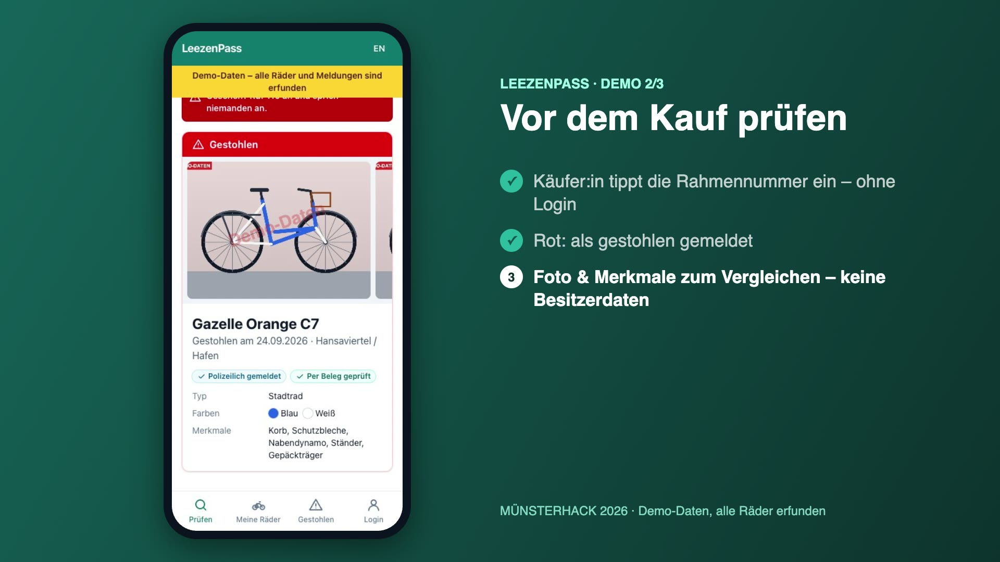 LeezenPass
EN
Demo-Daten – alle Räder und Meldungen sind
erfunden
niemanden an.
Gestohlen
O-DATEN
O-DAT
Demo-Daten
Gazelle Orange C7
Gestohlen am 24.09.2026 · Hansaviertel /
Hafen
Polizeilich gemeldet
Per Beleg geprüft
Typ Stadtrad
Farben Blau Weiß
Merkmale Korb, Schutzbleche,
Nabendynamo, Ständer,
Gepäckträger
Prüfen
Meine Räder
Gestohlen
Login
LEEZENPASS · DEMO 2/3
Vor dem Kauf prüfen
Käufer:in tippt die Rahmennummer ein – ohne
Login
Rot: als gestohlen gemeldet
3 Foto & Merkmale zum Vergleichen – keine
Besitzerdaten
MÜNSTERHACK 2026 · Demo-Daten, alle Räder erfunden